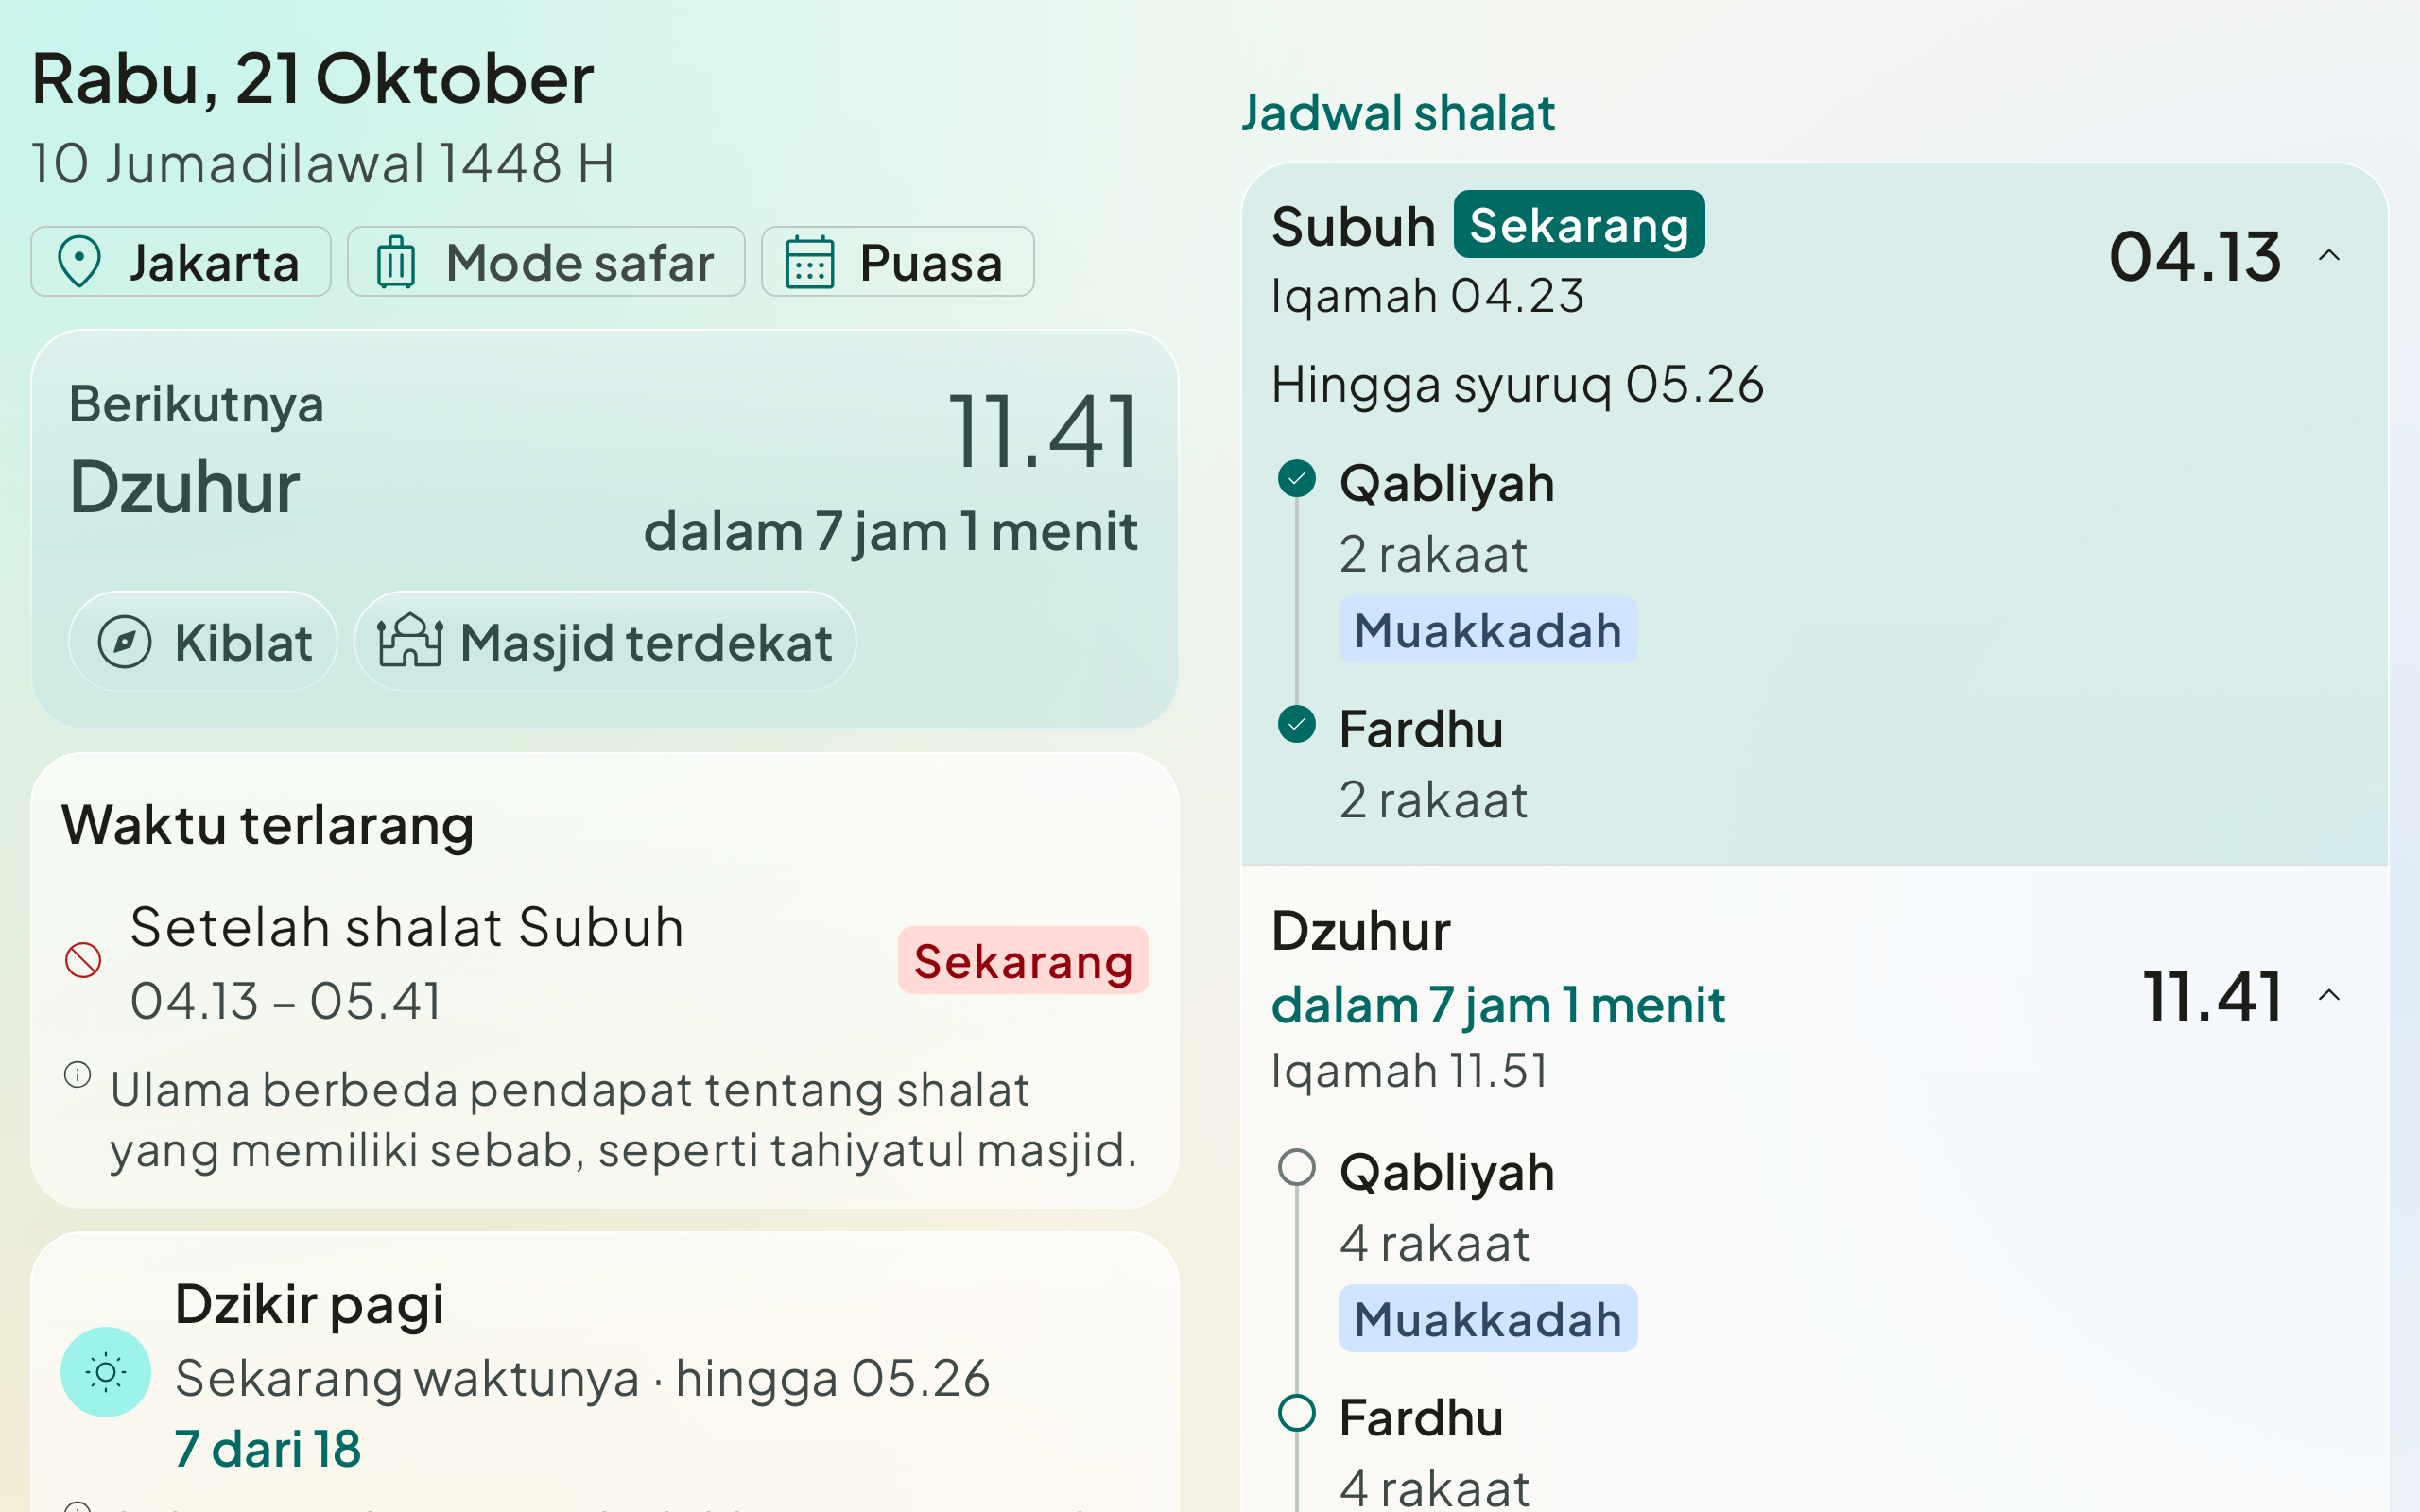 Rabu, 21 Oktober
10 Jumadilawal 1448 H
Jakarta
Mode safar
Puasa
Berikutnya
Dzuhur
11.41
dalam 7 jam 1 menit
Kiblat
Masjid terdekat
Waktu terlarang
Setelah shalat Subuh
04.13 – 05.41
Sekarang
Ulama berbeda pendapat tentang shalat
yang memiliki sebab, seperti tahiyatul masjid.
Dzikir pagi
Sekarang waktunya · hingga 05.26
7 dari 18
Jadwal shalat
Subuh
Sekarang
Iqamah 04.23
04.13
Hingga syuruq 05.26
Qabliyah
2 rakaat
Muakkadah
Fardhu
2 rakaat
Dzuhur
dalam 7 jam 1 menit
Iqamah 11.51
11.41
Qabliyah
4 rakaat
Muakkadah
Fardhu
4 rakaat